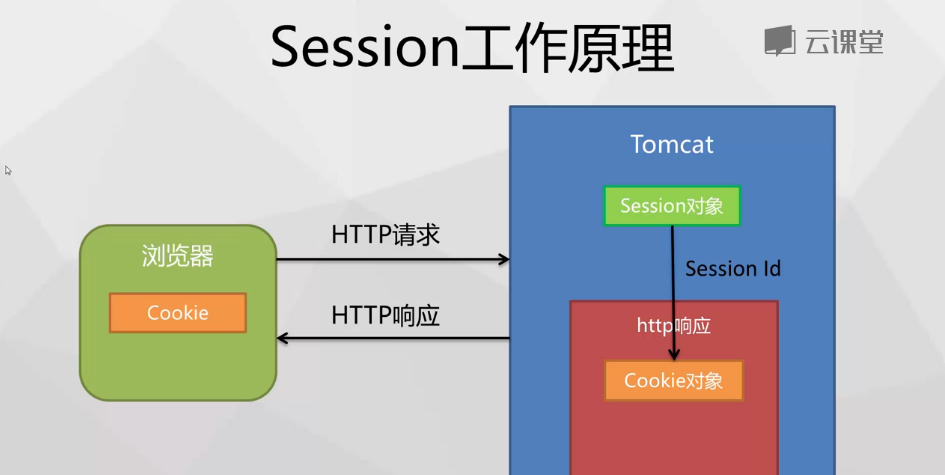 Session工作原理
云课堂
Tomcat
Session对象
HTTP请求
浏览器
Session Id
Cookie
HTTP响应
http响应
Cookie对象